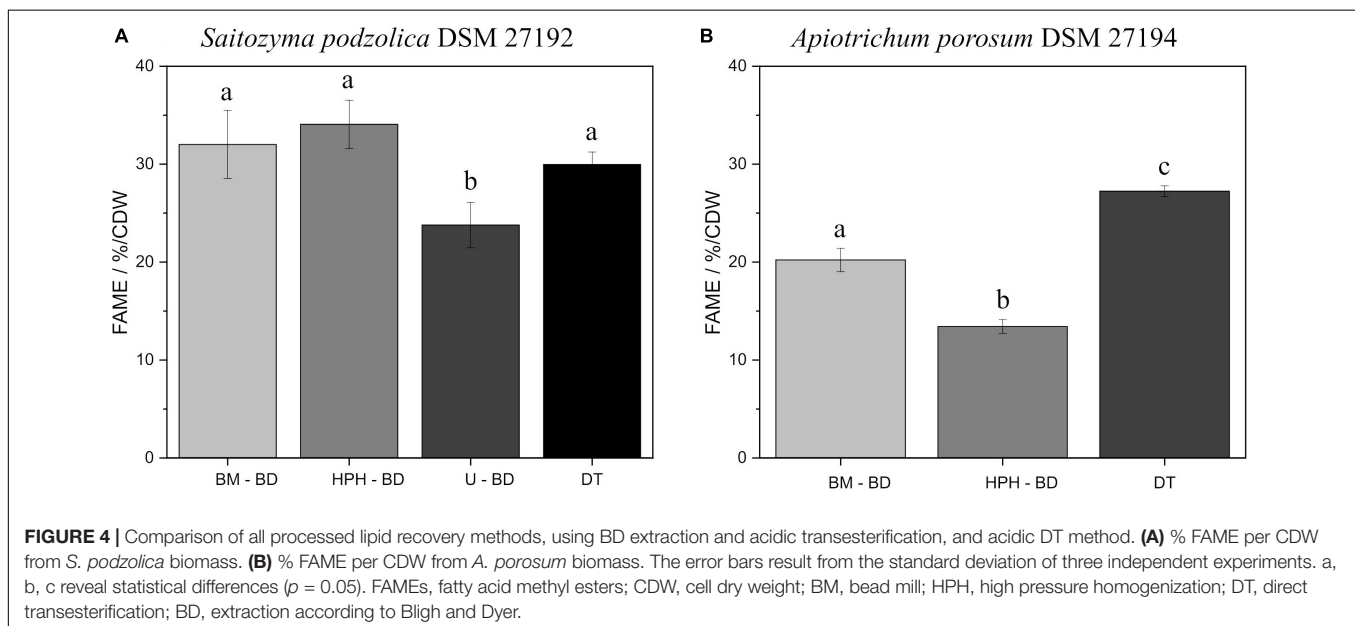 A Saitozyma podzolica DSM 27192
40
30
20
10
0
FAME / %/CDW
a
a
b
a
BM - BD HPH - BD U - BD DT
B Apiotrichum porosum DSM 27194
40
30
20
10
0
FAME / %/CDW
a
b
c
BM - BD HPH - BD DT
FIGURE 4 | Comparison of all processed lipid recovery methods, using BD extraction and acidic transesterification, and acidic DT method. (A) % FAME per CDW
from S. podzolica biomass. (B) % FAME per CDW from A. porosum biomass. The error bars result from the standard deviation of three independent experiments. a,
b, c reveal statistical differences (p = 0.05). FAMEs, fatty acid methyl esters; CDW, cell dry weight; BM, bead mill; HPH, high pressure homogenization; DT, direct
transesterification; BD, extraction according to Bligh and Dyer.